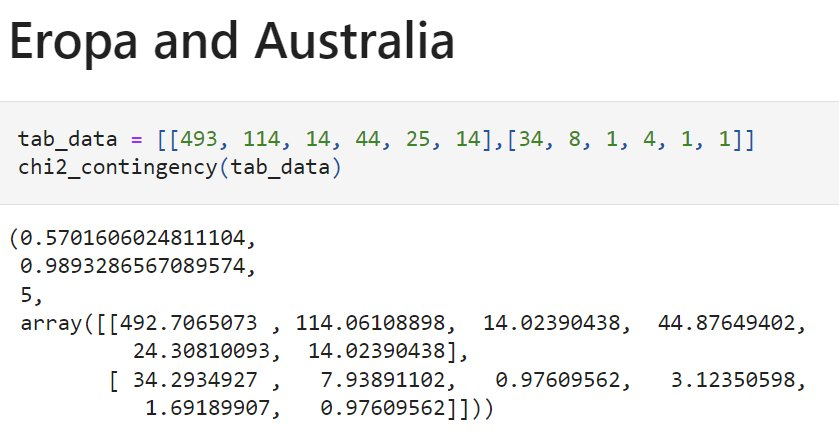 Eropa and Australia
tab_data = [[493, 114, 14, 44, 25, 14],[34, 8, 1, 4, 1, 1]]
chi2_contingency(tab_data)
(0.5701606024811104,
0.9893286567089574,
5,
array([[492.7065073 , 114.06108898, 14.02390438, 44.87649402,
24.30810093, 14.02390438],
[ 34.2934927 , 7.93891102, 0.97609562, 3.12350598,
1.69189907, 0.97609562]]))